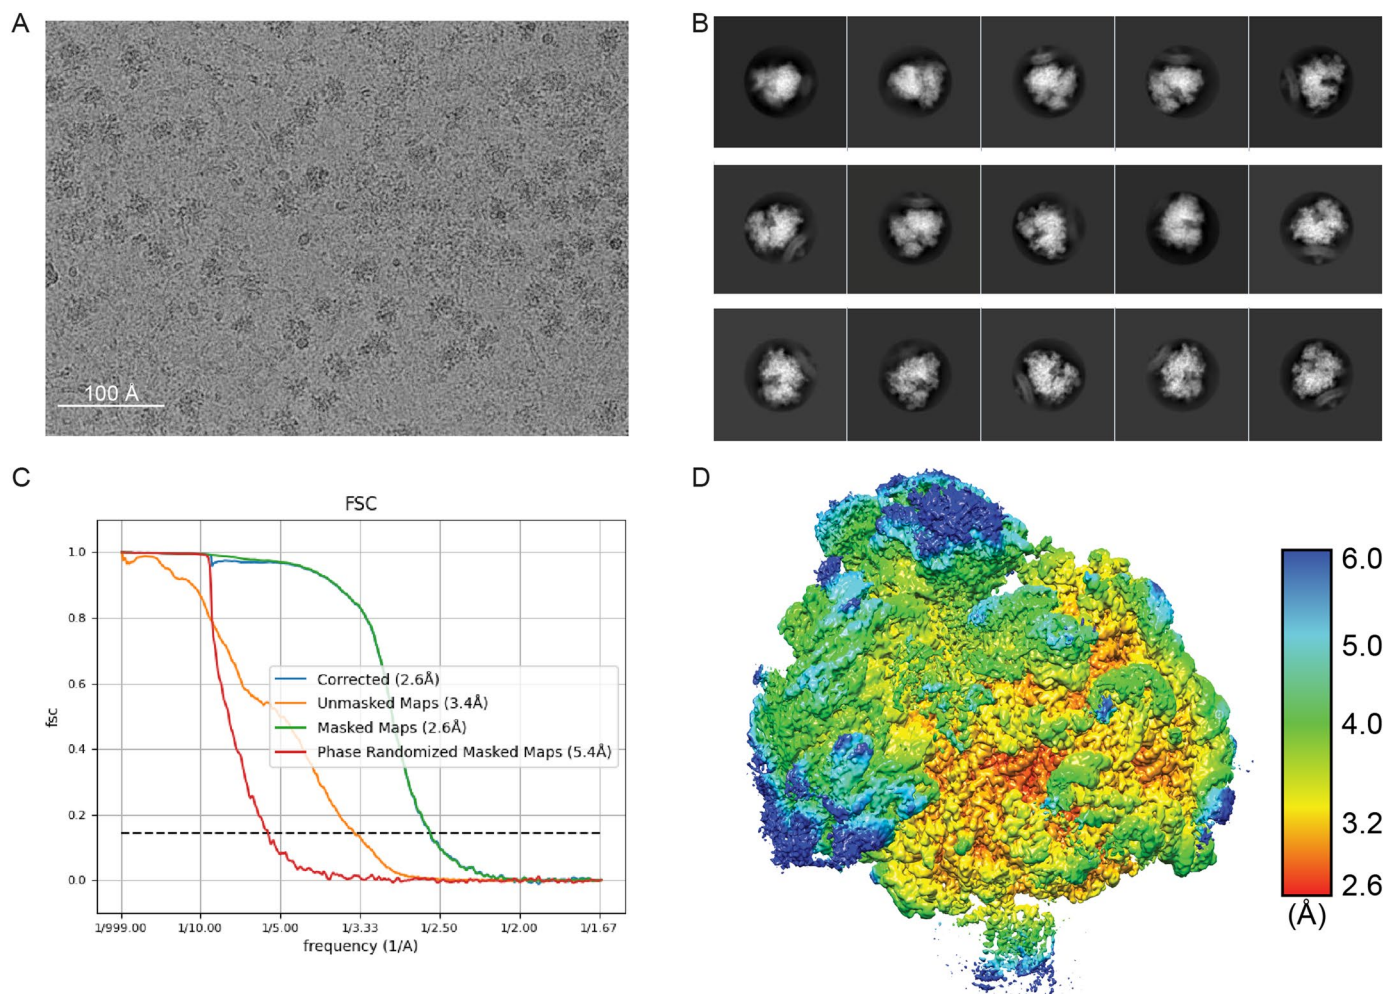 A
B
100 Å
C
D
FSC
1.0
0.8
0.6
0.4
0.2
0.0
fsc
Corrected (2.6Å)
Unmasked Maps (3.4Å)
Masked Maps (2.6Å)
Phase Randomized Masked Maps (5.4Å)
1/999.00 1/10.00 1/5.00 1/3.33 1/2.50 1/2.00 1/1.67
frequency (1/A)
6.0
5.0
4.0
3.2
2.6
(Å)